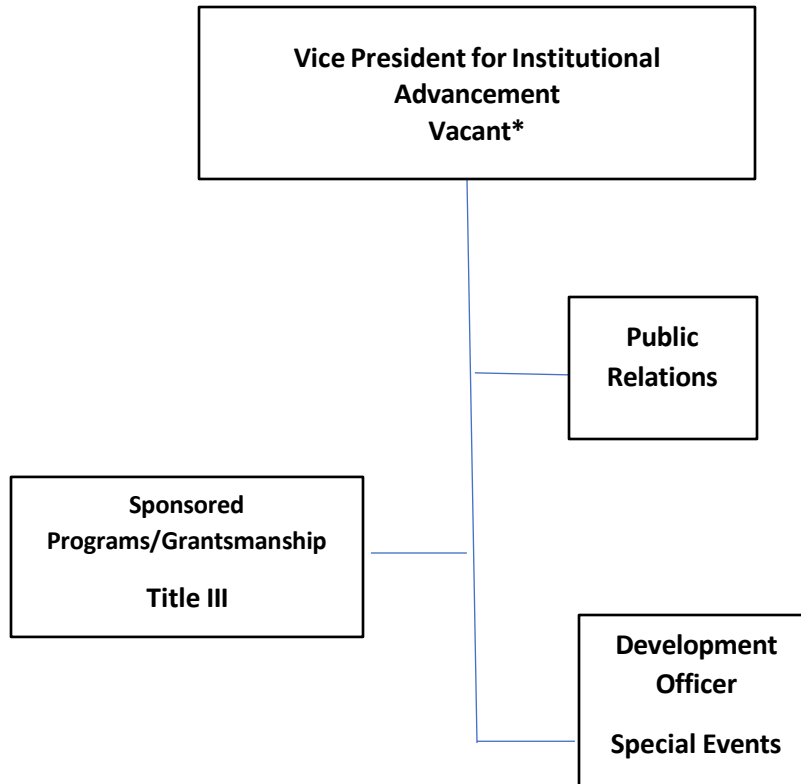 Vice President for Institutional
Advancement
Vacant*
Public
Relations
Sponsored
Programs/Grantsmanship
Title III
Development
Officer
Special Events